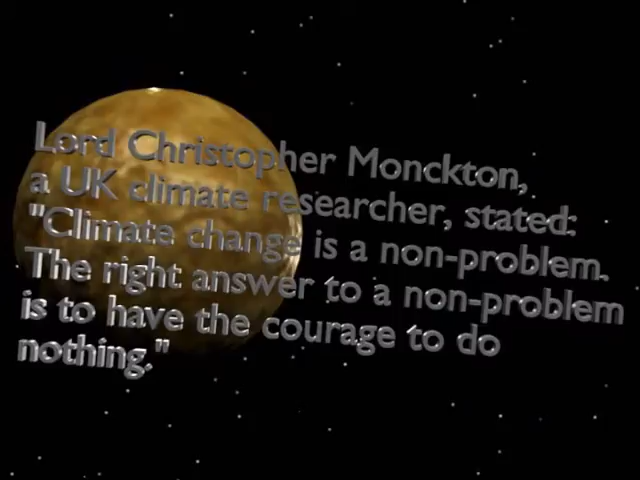 Lord Christopher Monckton,
a UK climate researcher, stated:
"Climate change is a non-problem.
The right answer to a non-problem
is to have the courage to do
nothing."